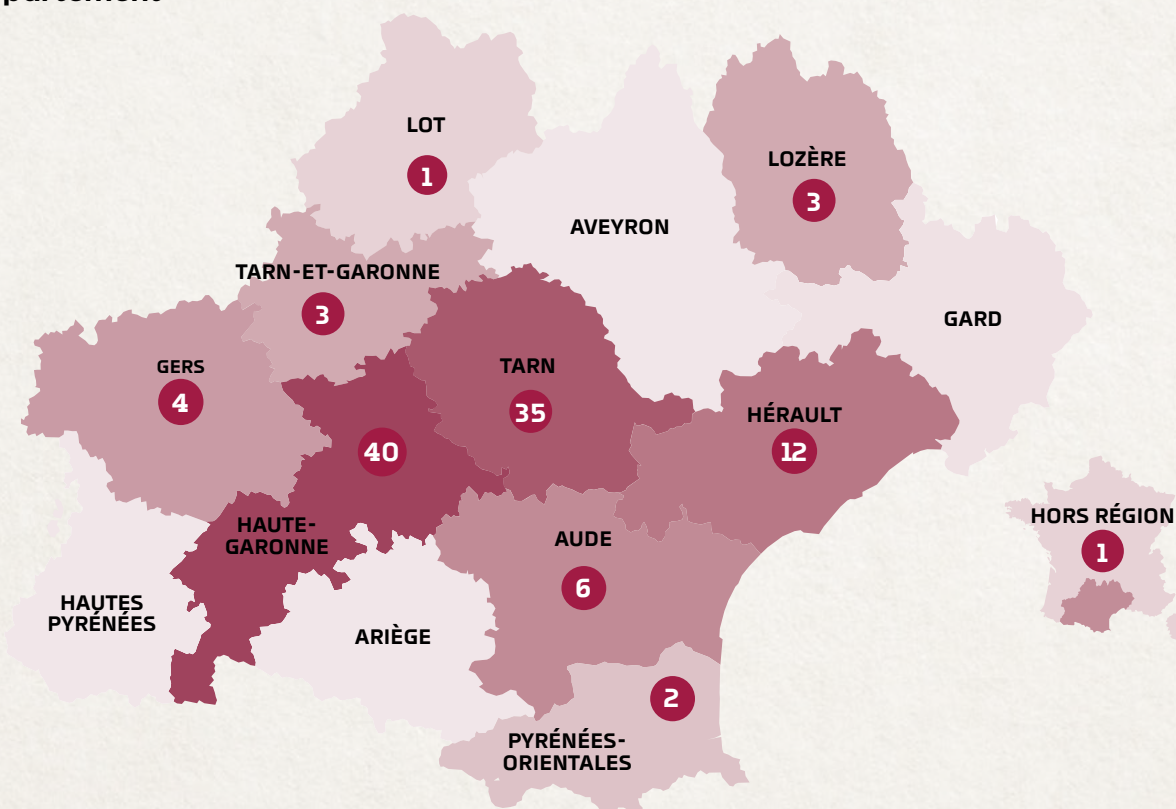 partement
LOT
1
LOZÈRE
3
AVEYRON
TARN-ET-GARONNE
3
GARD
GERS
4
TARN
35
HÉRAULT
12
40
HAUTE-
GARONNE
AUDE
6
HORS RÉGION
1
HAUTES
PYRÉNÉES
ARIÈGE
2
PYRÉNÉES-
ORIENTALES